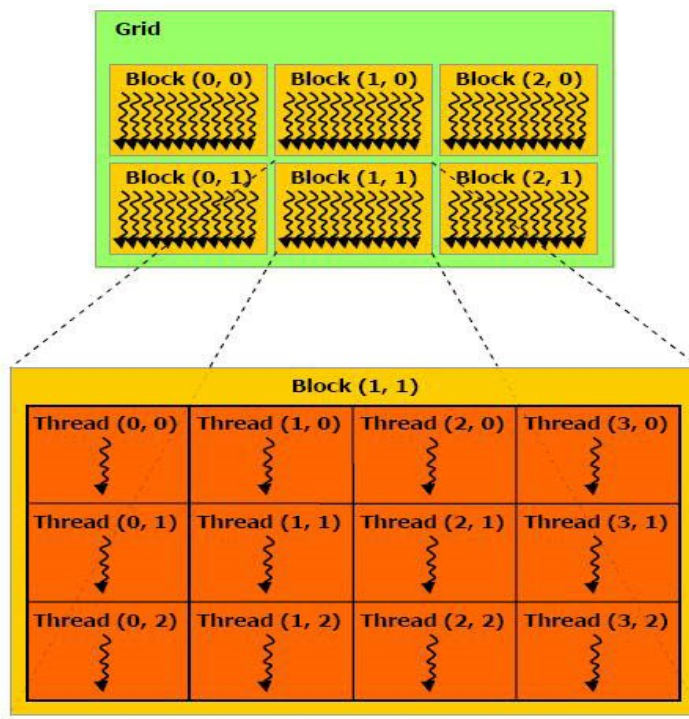 Grid
Block (0, 0) Block (1, 0) Block (2, 0)
Block (0, 1) Block (1, 1) Block (2, 1)
Block (1, 1)
Thread (0, 0) Thread (1, 0) Thread (2, 0) Thread (3, 0)
Thread (0, 1) Thread (1, 1) Thread (2, 1) Thread (3, 1)
Thread (0, 2) Thread (1, 2) Thread (2, 2) Thread (3, 2)